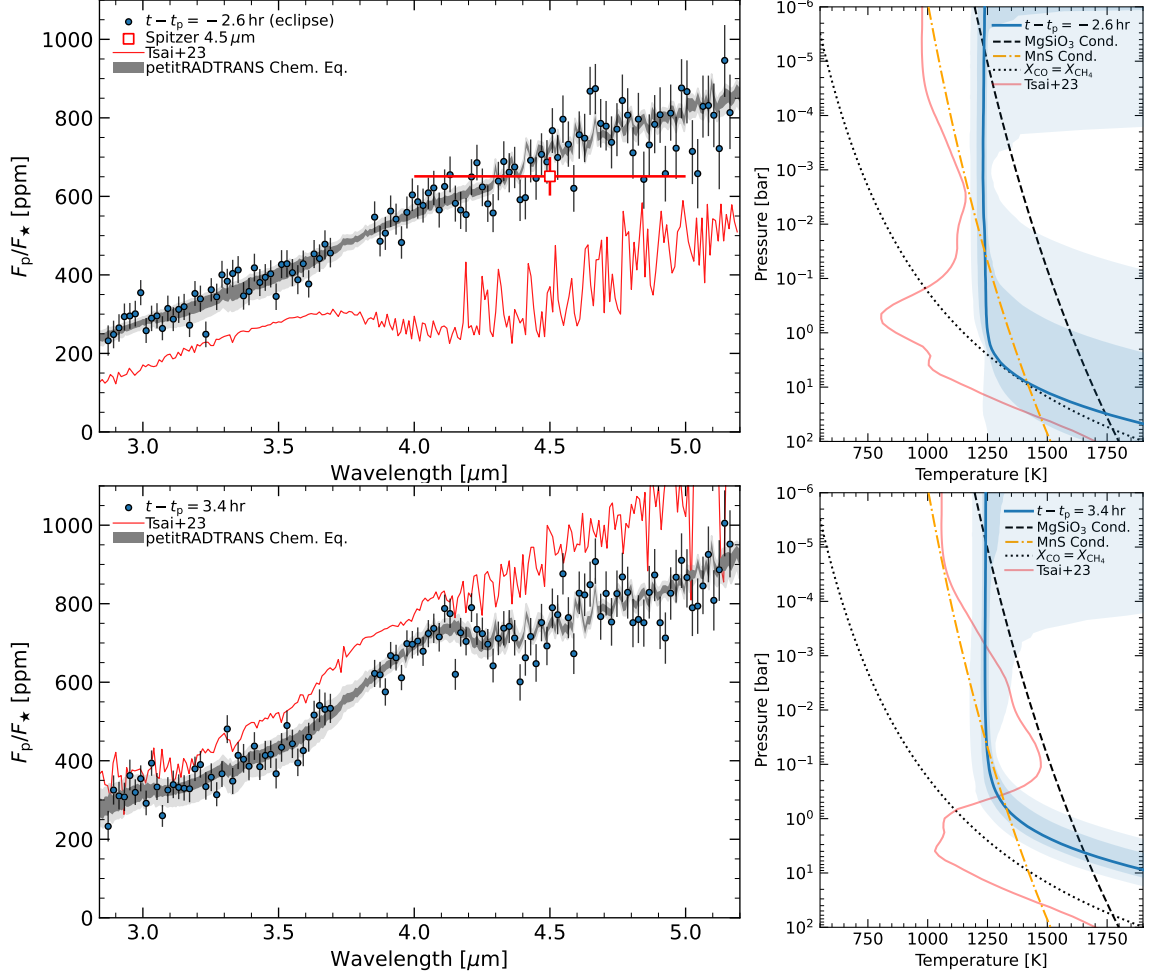 1000
800
600
400
200
0
3.0 3.5 4.0 4.5 5.0
Wavelength [μm]
F_p/F_★ [ppm]
t − t_p = −2.6 hr (eclipse)
Spitzer 4.5 μm
Tsai+23
petitRADTRANS Chem. Eq.
10^−6
10^−5
10^−4
10^−3
10^−2
10^−1
10^0
10^1
10^2
750 1000 1250 1500 1750
Temperature [K]
Pressure [bar]
t − t_p = −2.6 hr
MgSiO_3 Cond.
MnS Cond.
X_CO = X_CH_4
Tsai+23
1000
800
600
400
200
0
3.0 3.5 4.0 4.5 5.0
Wavelength [μm]
F_p/F_★ [ppm]
t − t_p = 3.4 hr
Tsai+23
petitRADTRANS Chem. Eq.
10^−6
10^−5
10^−4
10^−3
10^−2
10^−1
10^0
10^1
10^2
750 1000 1250 1500 1750
Temperature [K]
Pressure [bar]
t − t_p = 3.4 hr
MgSiO_3 Cond.
MnS Cond.
X_CO = X_CH_4
Tsai+23